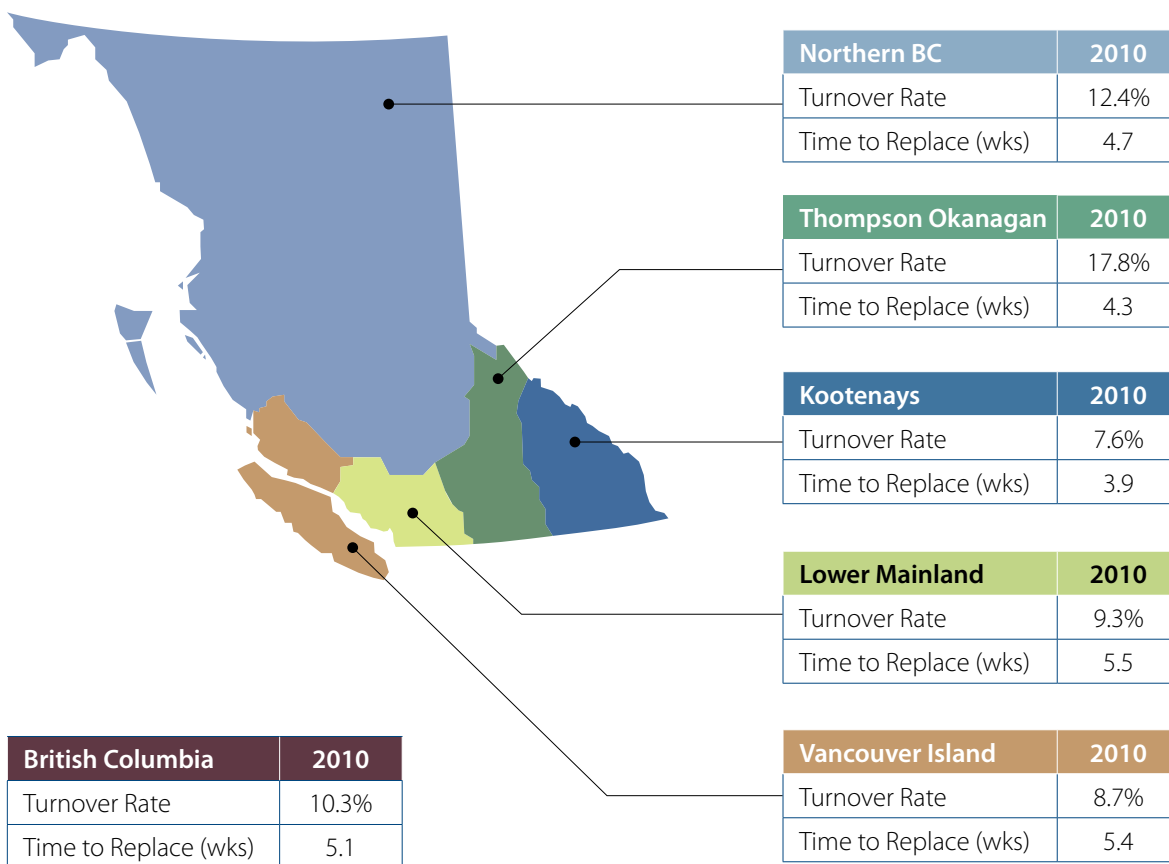 Northern BC 2010
Turnover Rate 12.4%
Time to Replace (wks) 4.7
Thompson Okanagan 2010
Turnover Rate 17.8%
Time to Replace (wks) 4.3
Kootenays 2010
Turnover Rate 7.6%
Time to Replace (wks) 3.9
Lower Mainland 2010
Turnover Rate 9.3%
Time to Replace (wks) 5.5
Vancouver Island 2010
Turnover Rate 8.7%
Time to Replace (wks) 5.4
British Columbia 2010
Turnover Rate 10.3%
Time to Replace (wks) 5.1